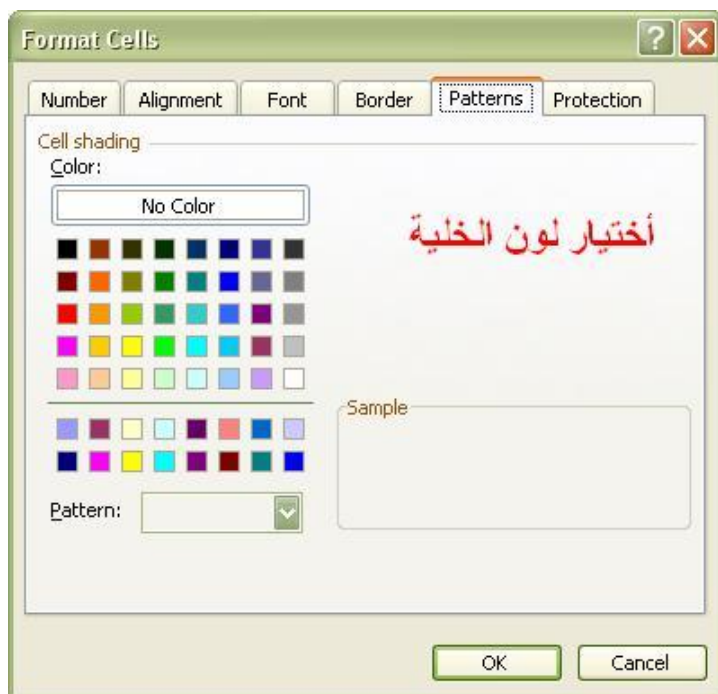 Format Cells
Number Alignment Font Border Patterns Protection
Cell shading
Color:
No Color
أختيار لون الخلية
Sample
Pattern:
OK Cancel